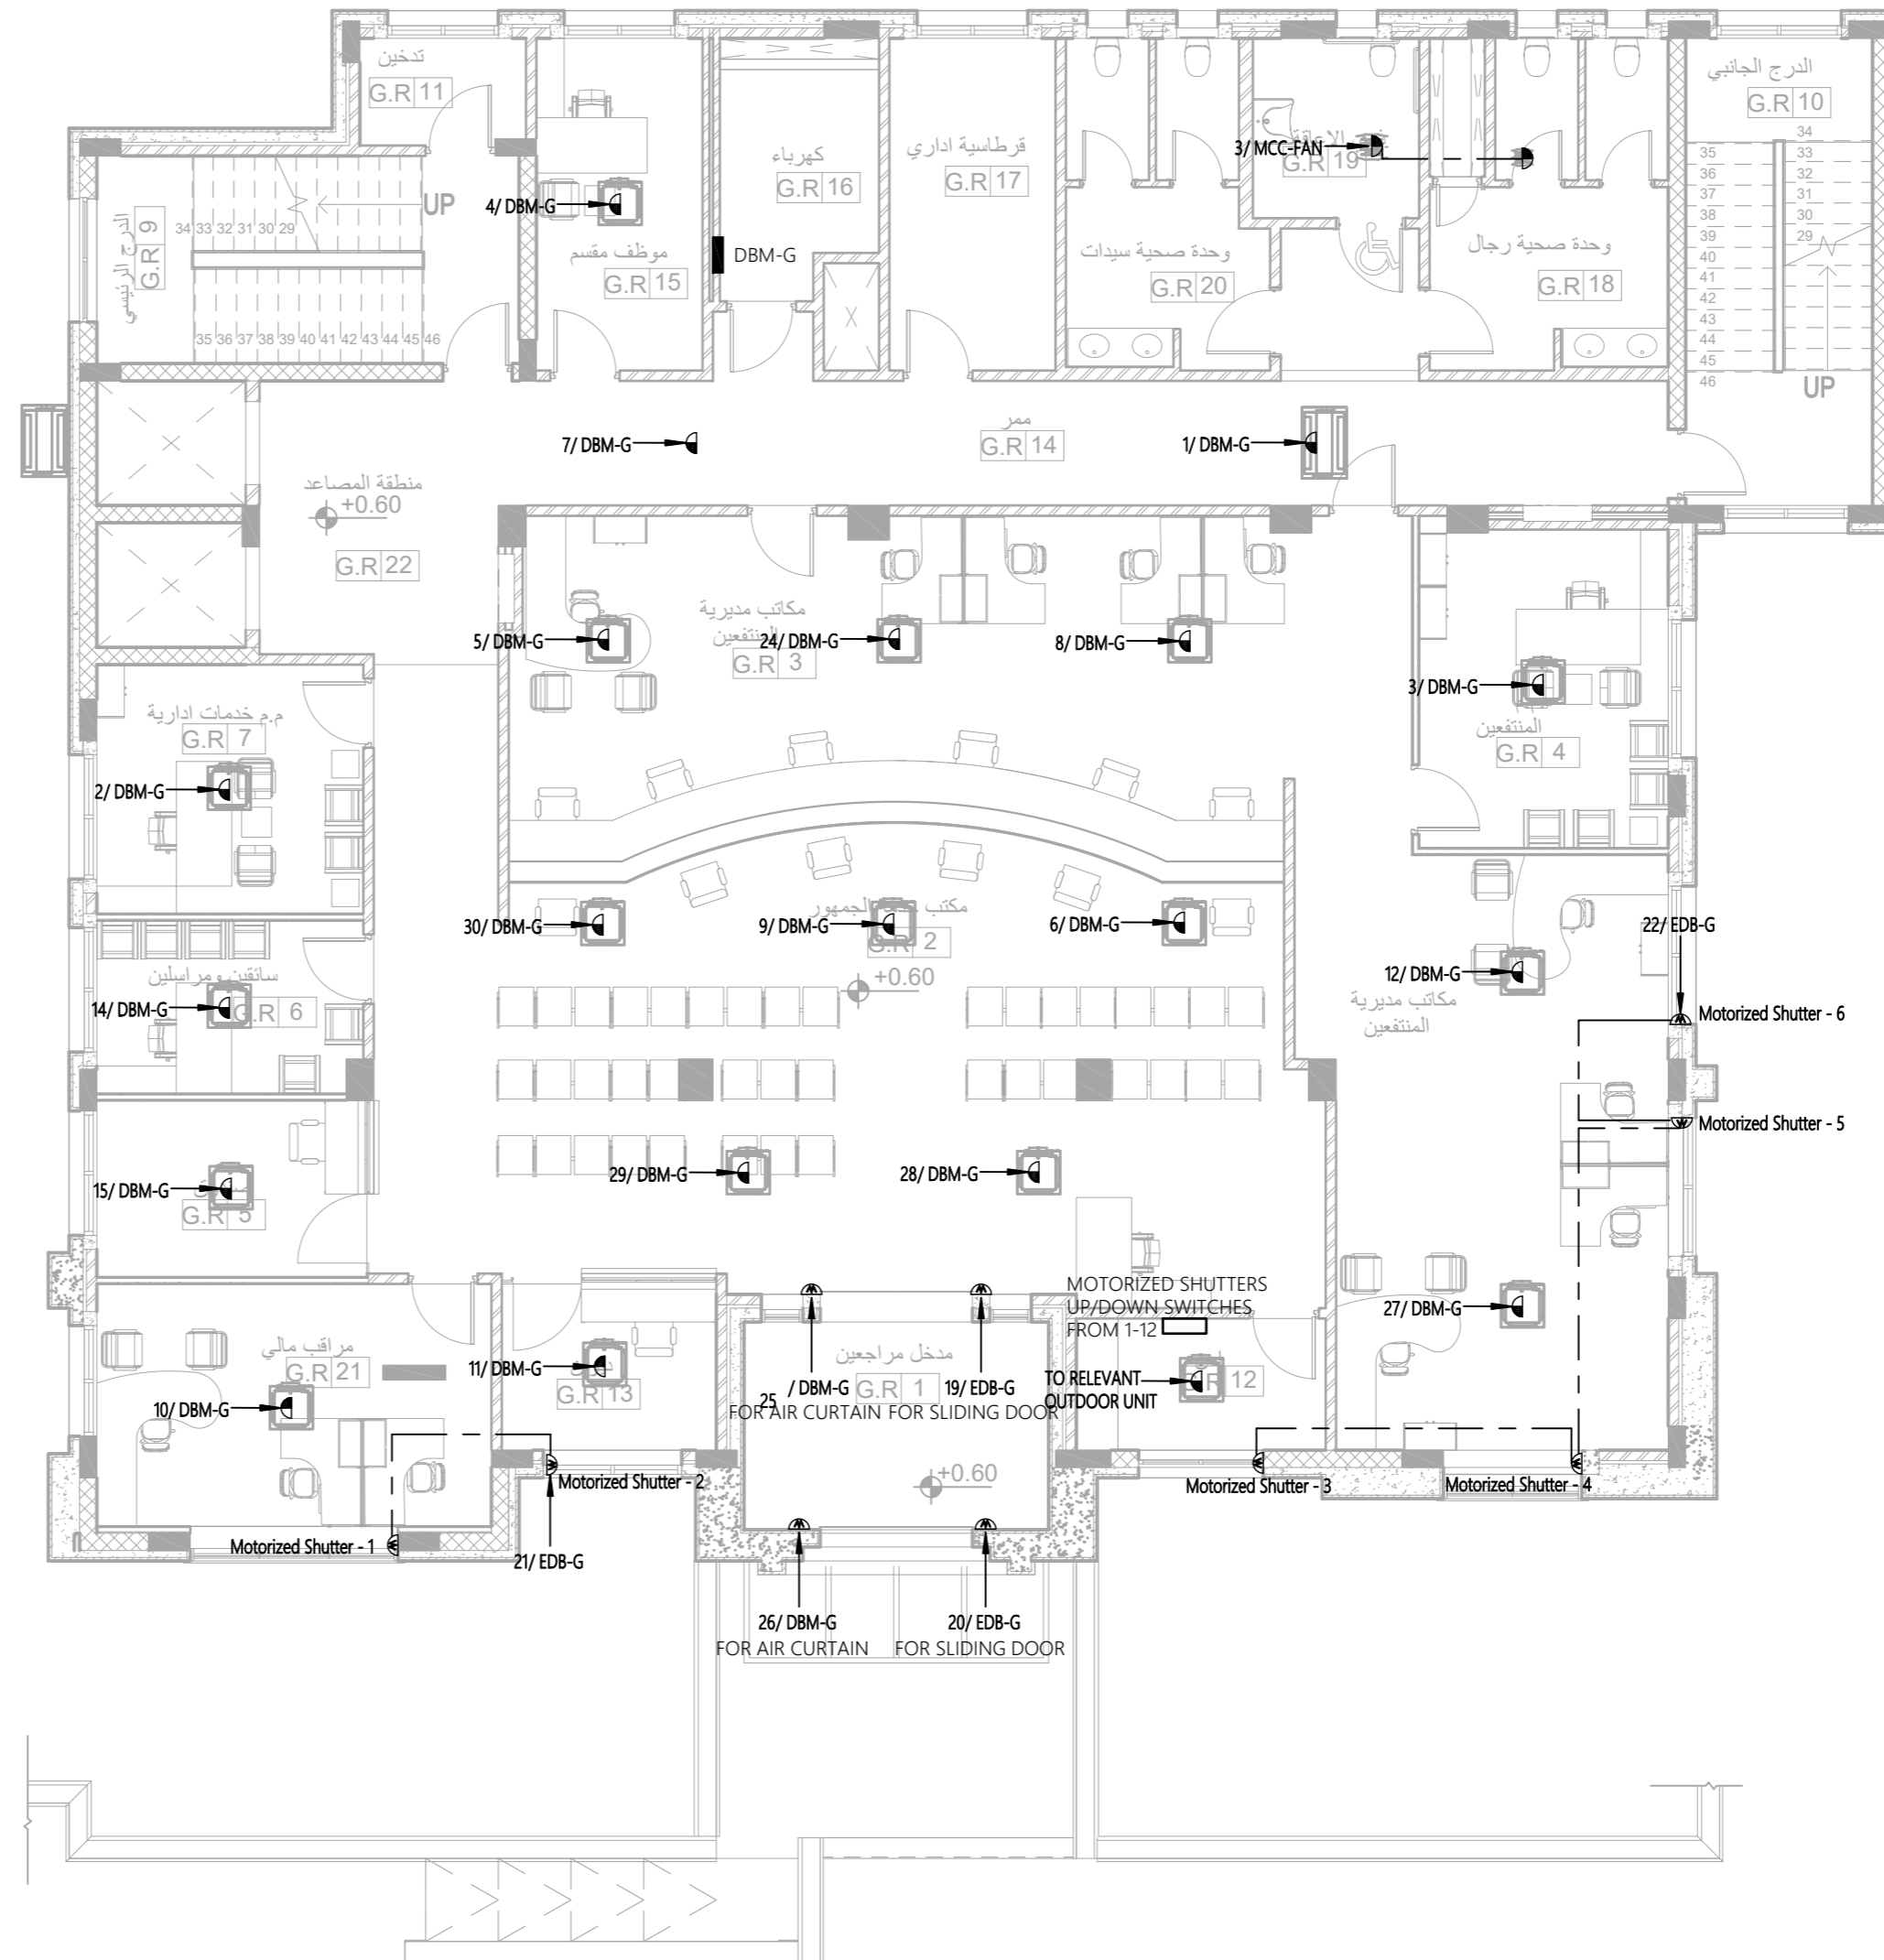 تدخين
G.R 11
الدرج الجانبي
G.R 10
34
35
33
36
32
37
31
38
30
39
29
40
41
42
43
44
45
46
UP
3/ MCC-FAN
G.R 19
قرطاسية اداري
G.R 17
كهرباء
G.R 16
DBM-G
4/ DBM-G
موظف مقسم
G.R 15
UP
34 33 32 31 30 29
35 36 37 38 39 40 41 42 43 44 45 46
الدرج الرئيسي
G.R 9
وحدة صحية سيدات
G.R 20
وحدة صحية رجال
G.R 18
7/ DBM-G
ممر
G.R 14
1/ DBM-G
منطقة المصاعد
+0.60
G.R 22
مكاتب مديرية
المنتفعين
G.R 3
5/ DBM-G
24/ DBM-G
8/ DBM-G
3/ DBM-G
المنتفعين
G.R 4
م.م خدمات ادارية
G.R 7
2/ DBM-G
30/ DBM-G
مكتب
الجمهور
9/ DBM-G
G.R 2
6/ DBM-G
+0.60
22/ EDB-G
12/ DBM-G
مكاتب مديرية
المنتفعين
Motorized Shutter - 6
سائقين ومراسلين
14/ DBM-G
G.R 6
Motorized Shutter - 5
29/ DBM-G
28/ DBM-G
15/ DBM-G
G.R 5
MOTORIZED SHUTTERS
UP/DOWN SWITCHES
FROM 1-12
27/ DBM-G
مراقب مالي
G.R 21
10/ DBM-G
11/ DBM-G
G.R 13
مدخل مراجعين
G.R 1
25
/ DBM-G
FOR AIR CURTAIN
19/ EDB-G
FOR SLIDING DOOR
TO RELEVANT
OUTDOOR UNIT
12
+0.60
Motorized Shutter - 2
Motorized Shutter - 3
Motorized Shutter - 4
Motorized Shutter - 1
21/ EDB-G
26/ DBM-G
FOR AIR CURTAIN
20/ EDB-G
FOR SLIDING DOOR